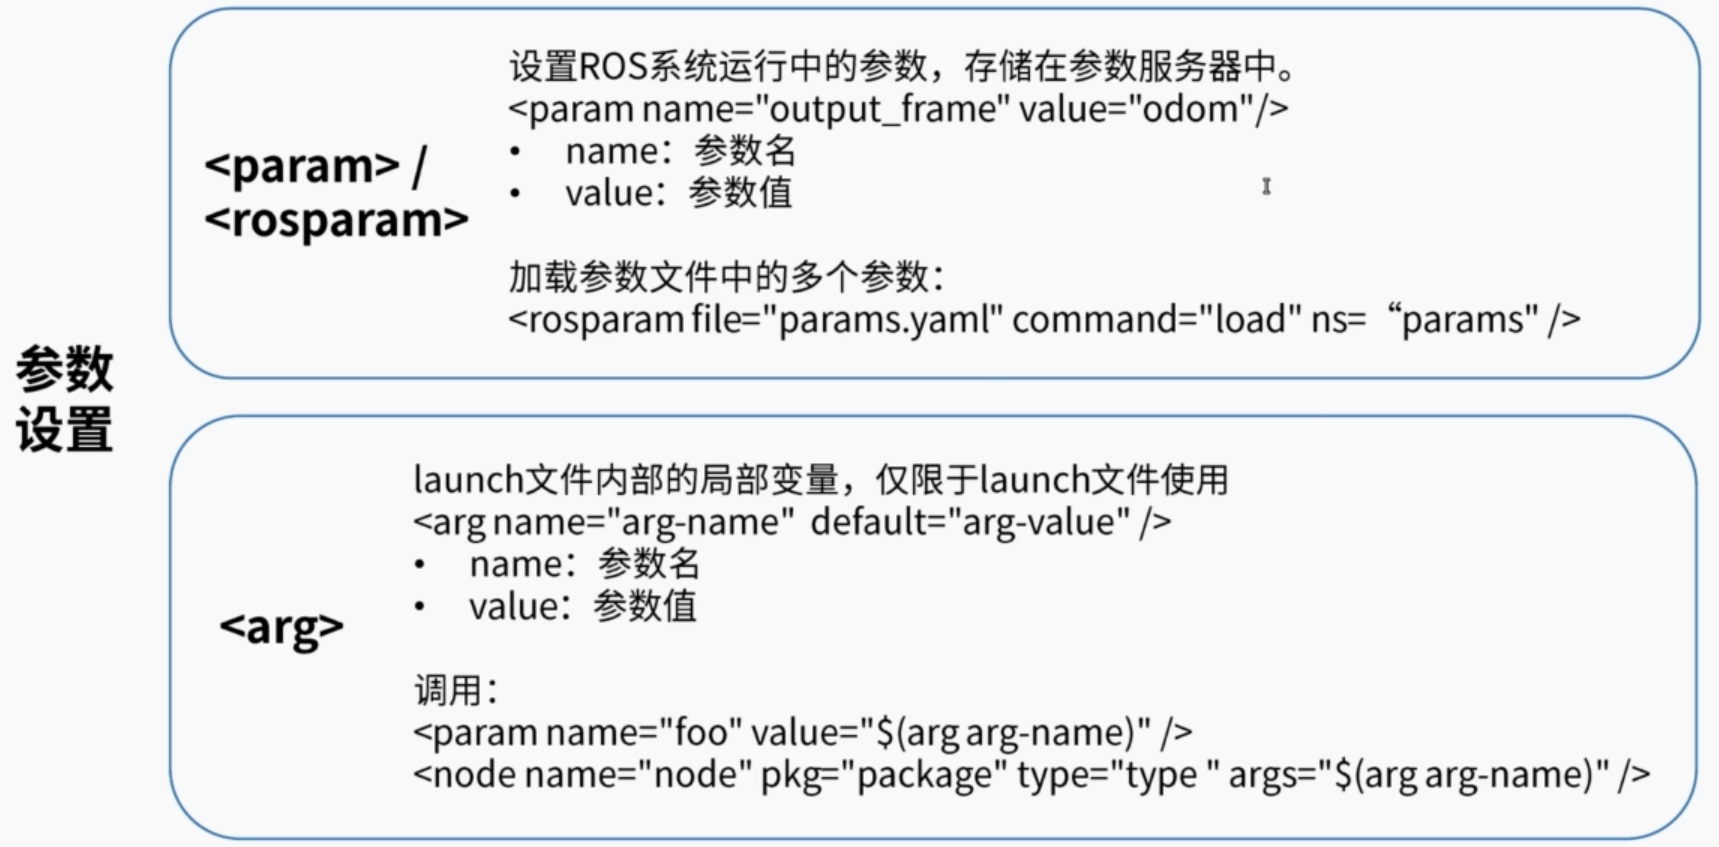 参数
设置
<param> /
<rosparam>
设置ROS系统运行中的参数，存储在参数服务器中。
<param name="output_frame" value="odom"/>
• name：参数名
• value：参数值
加载参数文件中的多个参数：
<rosparam file="params.yaml" command="load" ns= “params" />
<arg>
launch文件内部的局部变量，仅限于launch文件使用
<arg name="arg-name" default="arg-value" />
• name：参数名
• value：参数值
调用：
<param name="foo" value="$(arg arg-name)" />
<node name="node" pkg="package" type="type " args="$(arg arg-name)" />